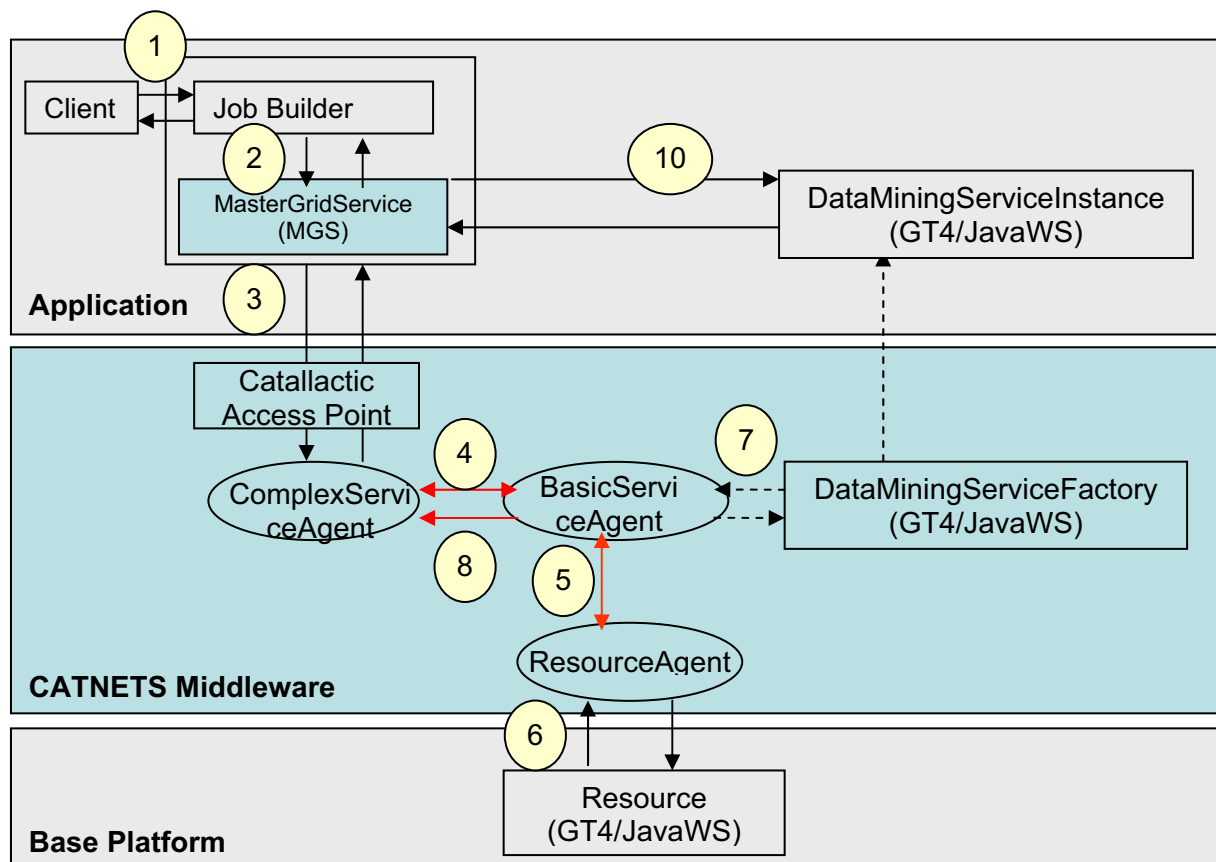 1
Client
Job Builder
2
10
MasterGridService
(MGS)
DataMiningServiceInstance
(GT4/JavaWS)
3
Application
Catallactic
Access Point
4
7
ComplexServi
ceAgent
BasicServi
ceAgent
DataMiningServiceFactory
(GT4/JavaWS)
8
5
ResourceAgent
CATNETS Middleware
6
Resource
(GT4/JavaWS)
Base Platform